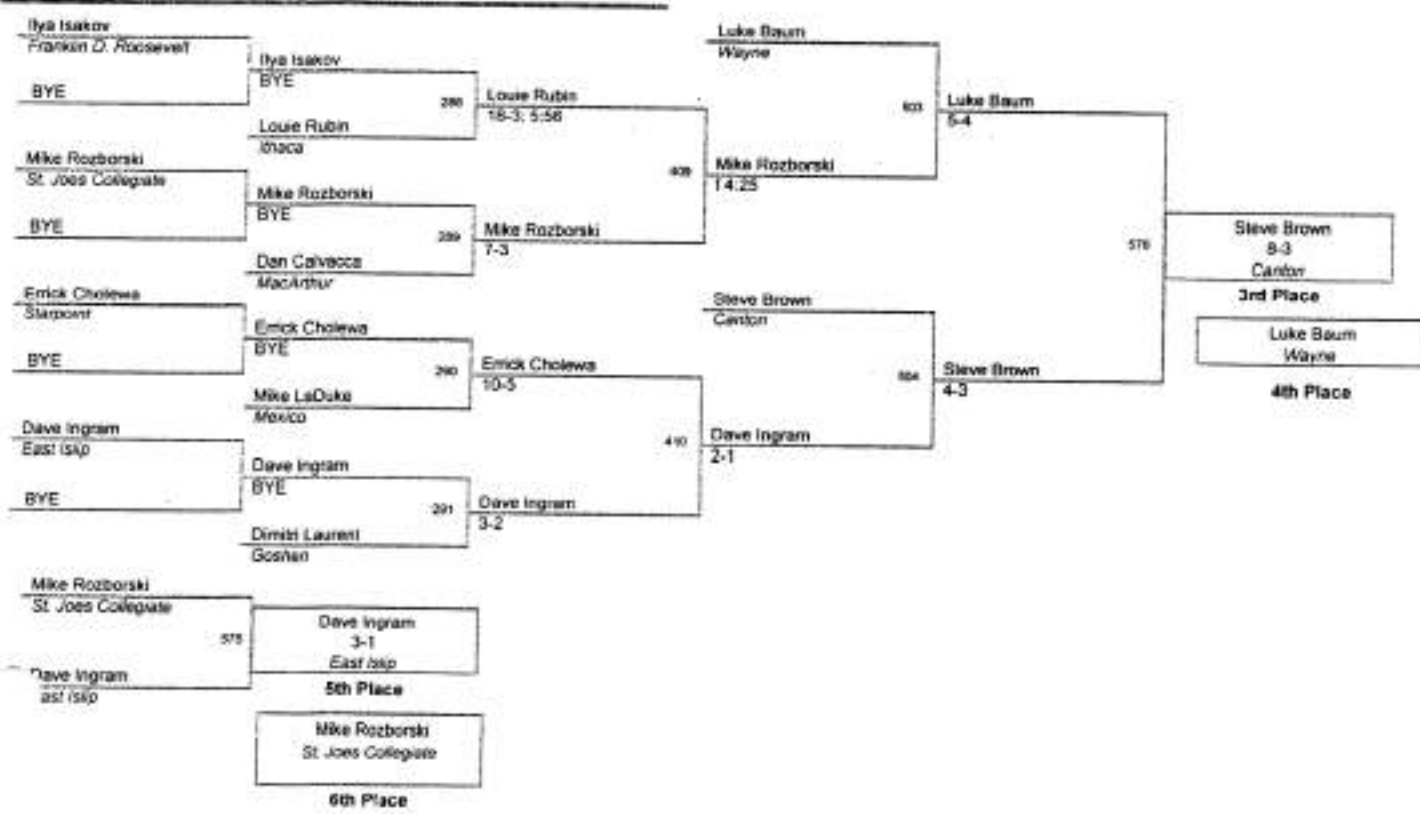 Ilya Isakov
Franklin D. Roosevelt
BYE
Mike Rozborski
St. Joes Collegiate
BYE
Errick Cholewa
Starpoint
BYE
Dave Ingram
East Islip
BYE
Ilya Isakov
BYE
288
Louie Rubin
Ithaca
Mike Rozborski
BYE
289
Dan Calvacca
MacArthur
Errick Cholewa
BYE
290
Mike LaDuke
Mexico
Dave Ingram
BYE
291
Dimitri Laurent
Goshen
Louie Rubin
18-3; 5:56
409
Mike Rozborski
7-3
Errick Cholewa
10-5
410
Dave Ingram
3-2
Luke Baum
Wayne
503
Mike Rozborski
14:25
Steve Brown
Canton
504
Dave Ingram
2-1
Luke Baum
5-4
576
Steve Brown
4-3
Steve Brown
8-3
Canton
3rd Place
Luke Baum
Wayne
4th Place
Mike Rozborski
St. Joes Collegiate
575
Dave Ingram
ast Islip
Dave Ingram
3-1
East Islip
5th Place
Mike Rozborski
St. Joes Collegiate
6th Place